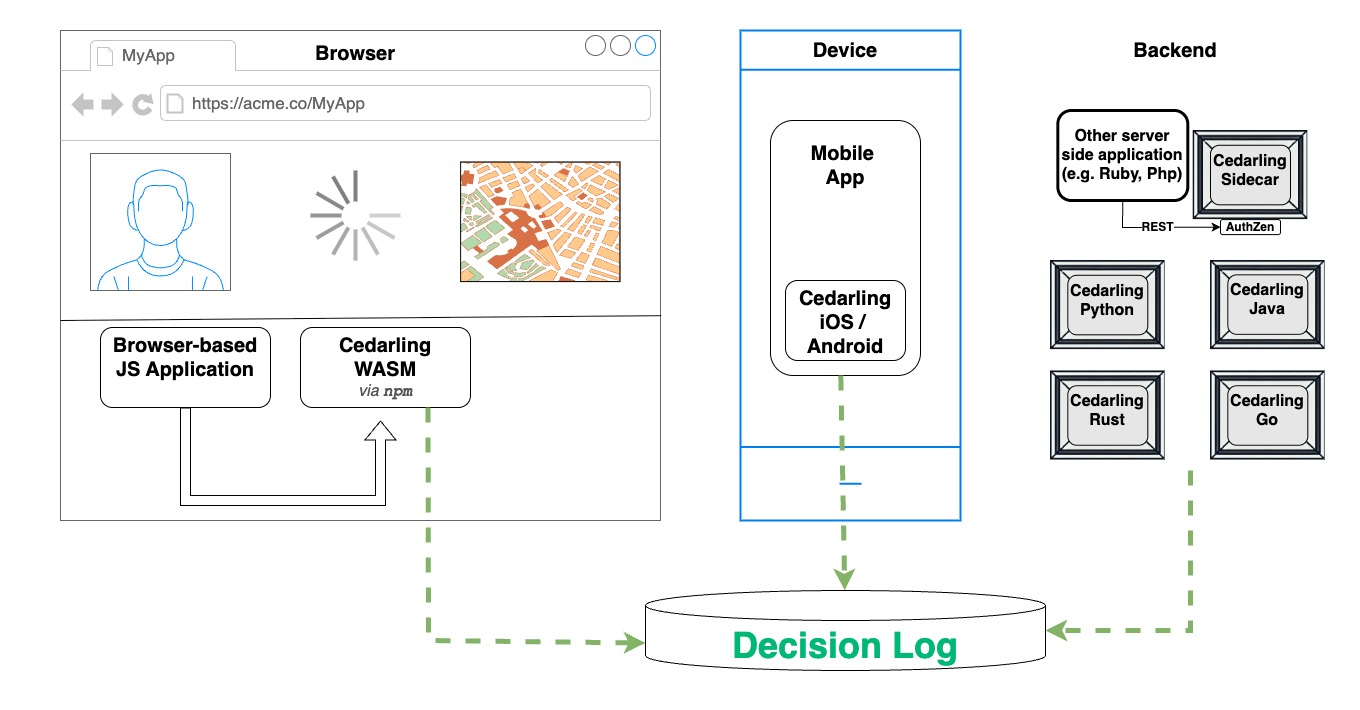 MyApp
Browser
https://acme.co/MyApp
Browser-based
JS Application
Cedarling
WASM
via npm
Device
Mobile
App
Cedarling
iOS /
Android
Backend
Other server
side application
(e.g. Ruby, Php)
Cedarling
Sidecar
REST
AuthZen
Cedarling
Python
Cedarling
Java
Cedarling
Rust
Cedarling
Go
Decision Log